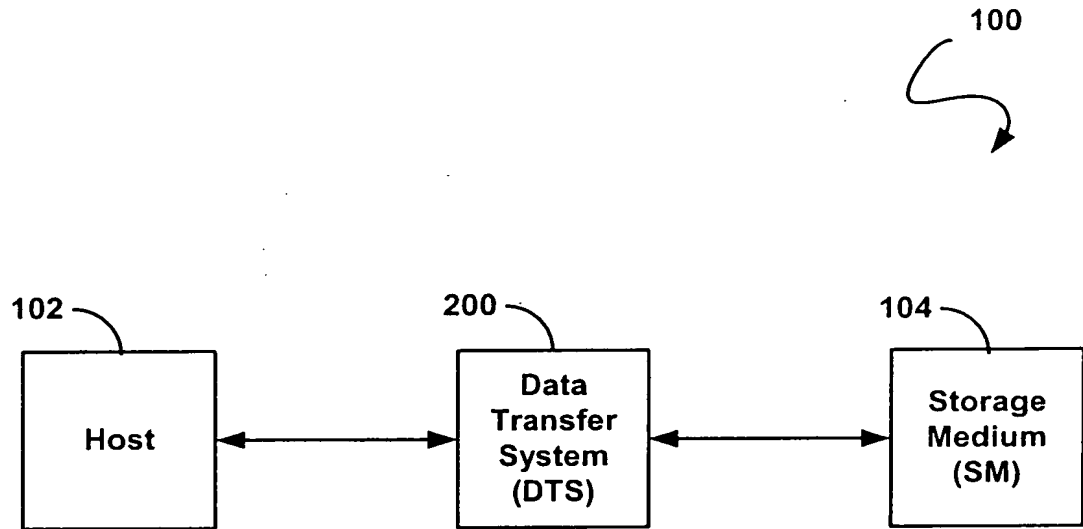 100
102
200
104
Host
Data
Transfer
System
(DTS)
Storage
Medium
(SM)